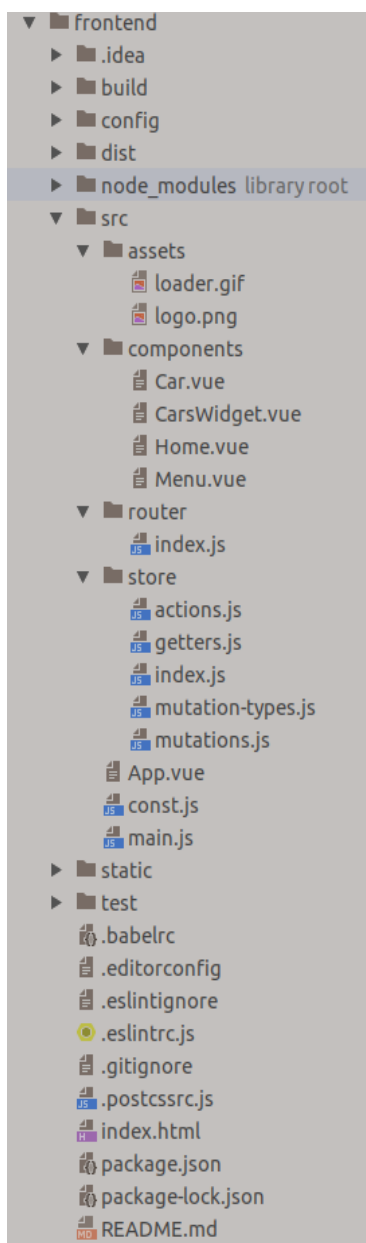 frontend
.idea
build
config
dist
node_modules library root
src
assets
loader.gif
logo.png
components
Car.vue
CarsWidget.vue
Home.vue
Menu.vue
router
index.js
store
actions.js
getters.js
index.js
mutation-types.js
mutations.js
App.vue
const.js
main.js
static
test
.babelrc
.editorconfig
.eslintignore
.eslintrc.js
.gitignore
.postcssrc.js
index.html
package.json
package-lock.json
README.md